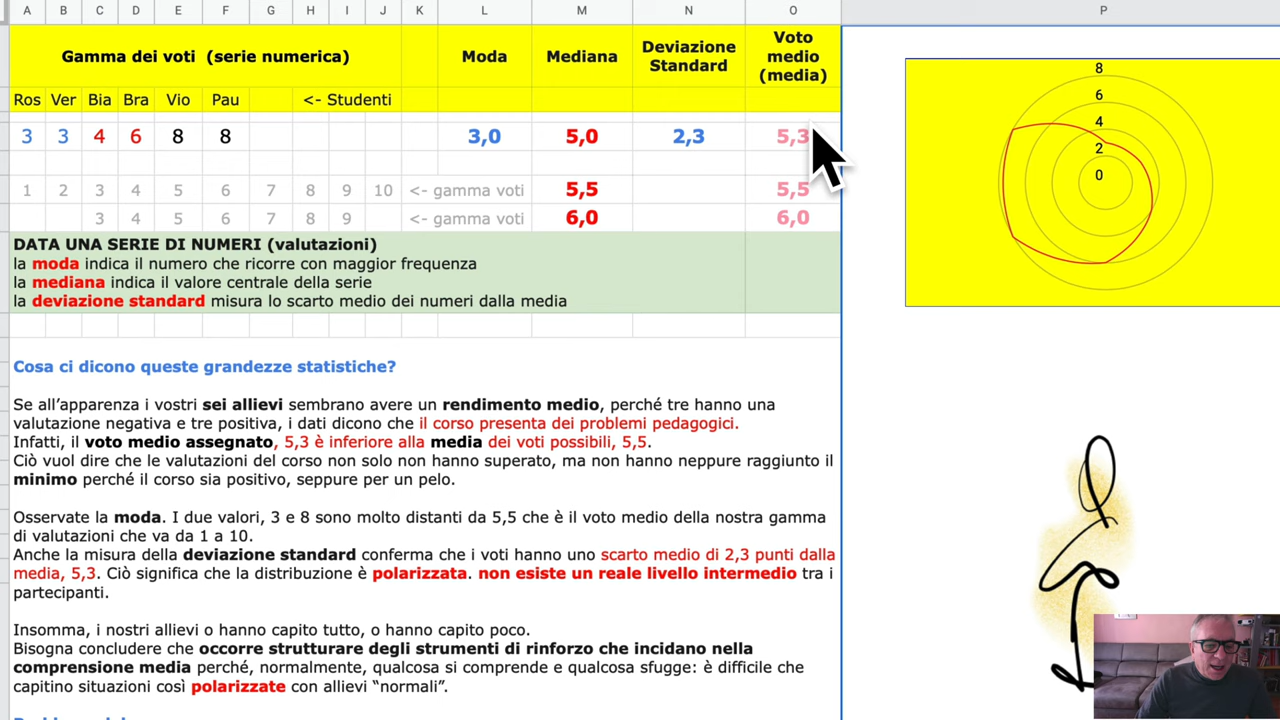 A B C D E F G H I J K L M N O P
Gamma dei voti (serie numerica) Moda Mediana Deviazione Standard Voto medio (media)
Ros Ver Bia Bra Vio Pau <- Studenti
3 3 4 6 8 8 3,0 5,0 2,3 5,3
1 2 3 4 5 6 7 8 9 10 <- gamma voti 5,5 5,5
3 4 5 6 7 8 9 <- gamma voti 6,0 6,0
DATA UNA SERIE DI NUMERI (valutazioni)
la moda indica il numero che ricorre con maggior frequenza
la mediana indica il valore centrale della serie
la deviazione standard misura lo scarto medio dei numeri dalla media
Cosa ci dicono queste grandezze statistiche?
Se all’apparenza i vostri sei allievi sembrano avere un rendimento medio, perché tre hanno una
valutazione negativa e tre positiva, i dati dicono che il corso presenta dei problemi pedagogici.
Infatti, il voto medio assegnato, 5,3 è inferiore alla media dei voti possibili, 5,5.
Ciò vuol dire che le valutazioni del corso non solo non hanno superato, ma non hanno neppure raggiunto il
minimo perché il corso sia positivo, seppure per un pelo.
Osservate la moda. I due valori, 3 e 8 sono molto distanti da 5,5 che è il voto medio della nostra gamma
di valutazioni che va da 1 a 10.
Anche la misura della deviazione standard conferma che i voti hanno uno scarto medio di 2,3 punti dalla
media, 5,3. Ciò significa che la distribuzione è polarizzata. non esiste un reale livello intermedio tra i
partecipanti.
Insomma, i nostri allievi o hanno capito tutto, o hanno capito poco.
Bisogna concludere che occorre strutturare degli strumenti di rinforzo che incidano nella
comprensione media perché, normalmente, qualcosa si comprende e qualcosa sfugge: è difficile che
capitino situazioni così polarizzate con allievi “normali”.
8
6
4
2
0